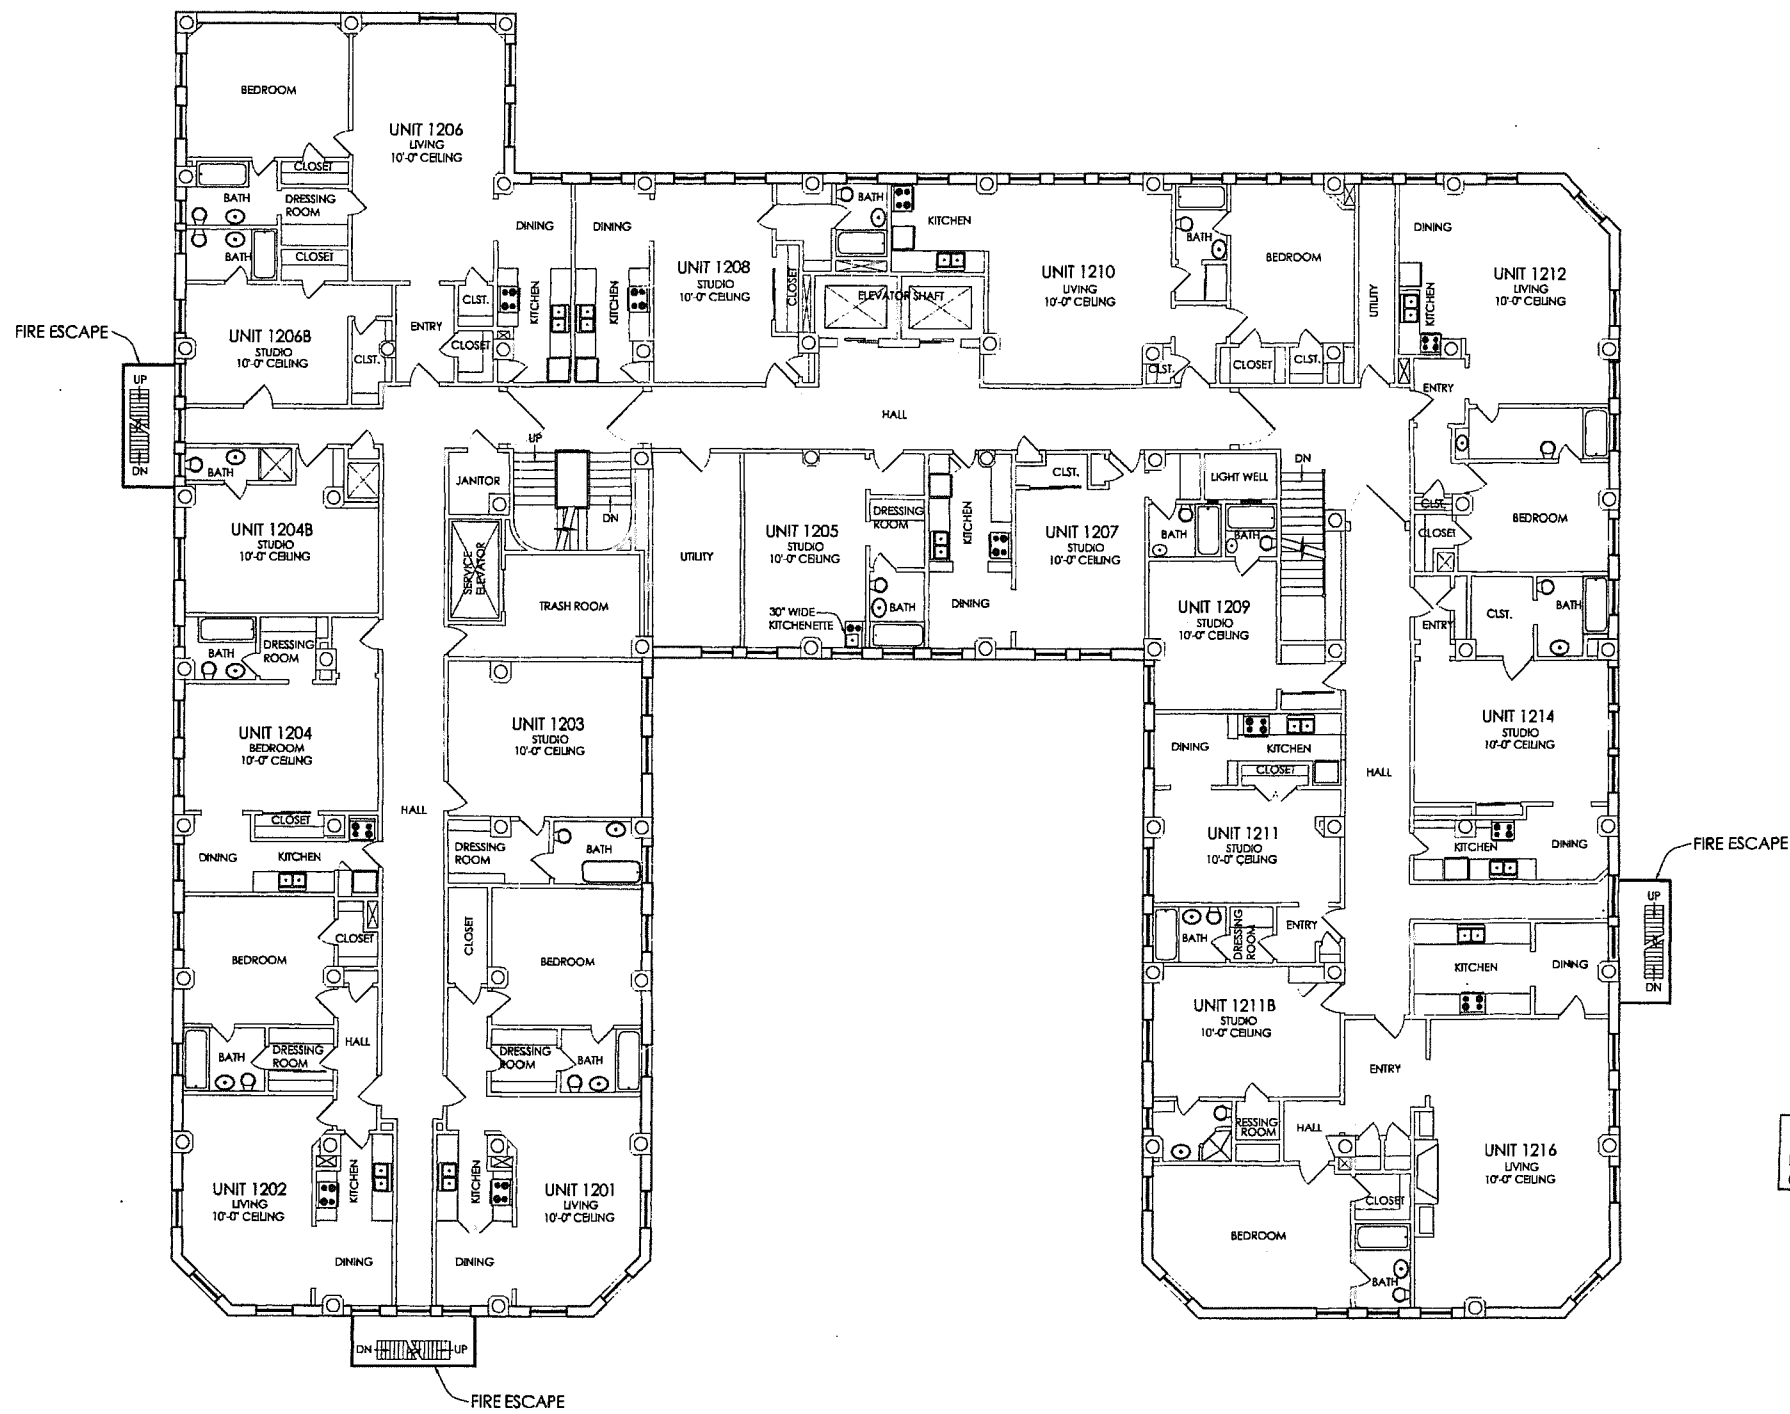 BEDROOM
UNIT 1206
LIVING
10'-0" CEILING
CLOSET
BATH
DRESSING
ROOM
BATH
CLOSET
DINING
DINING
BATH
KITCHEN
BATH
BEDROOM
DINING
UNIT 1208
STUDIO
10'-0" CEILING
CLOSET
ELEVATOR SHAFT
UNIT 1210
LIVING
10'-0" CEILING
UTILITY
UNIT 1212
LIVING
10'-0" CEILING
KITCHEN
CLST.
KITCHEN
KITCHEN
ENTRY
CLOSET
FIRE ESCAPE
UNIT 1206B
STUDIO
10'-0" CEILING
CLST.
CLST.
CLOSET
CLST.
ENTRY
UP
DN
HALL
UP
DN
BATH
JANITOR
DN
CLST.
LIGHT WELL
DN
UNIT 1204B
STUDIO
10'-0" CEILING
SERVICE
ELEVATOR
UTILITY
UNIT 1205
STUDIO
10'-0" CEILING
DRESSING
ROOM
KITCHEN
UNIT 1207
STUDIO
10'-0" CEILING
BATH
BATH
CLST.
CLOSET
BEDROOM
TRASH ROOM
30" WIDE
KITCHENETTE
BATH
DINING
UNIT 1209
STUDIO
10'-0" CEILING
ENTRY
CLST.
BATH
BATH
DRESSING
ROOM
UNIT 1204
BEDROOM
10'-0" CEILING
UNIT 1203
STUDIO
10'-0" CEILING
UNIT 1214
STUDIO
10'-0" CEILING
DINING
KITCHEN
CLOSET
HALL
HALL
CLOSET
DINING
KITCHEN
DRESSING
ROOM
BATH
UNIT 1211
STUDIO
10'-0" CEILING
KITCHEN
DINING
FIRE ESCAPE
UP
DN
CLOSET
BEDROOM
CLOSET
BEDROOM
BATH
DRESSING
ROOM
ENTRY
KITCHEN
DINING
UNIT 1211B
STUDIO
10'-0" CEILING
BATH
DRESSING
ROOM
HALL
DRESSING
ROOM
BATH
ENTRY
RESSING
ROOM
HALL
UNIT 1216
LIVING
10'-0" CEILING
UNIT 1202
LIVING
10'-0" CEILING
KITCHEN
KITCHEN
UNIT 1201
LIVING
10'-0" CEILING
CLOSET
BEDROOM
DINING
DINING
BATH
DN
UP
FIRE ESCAPE